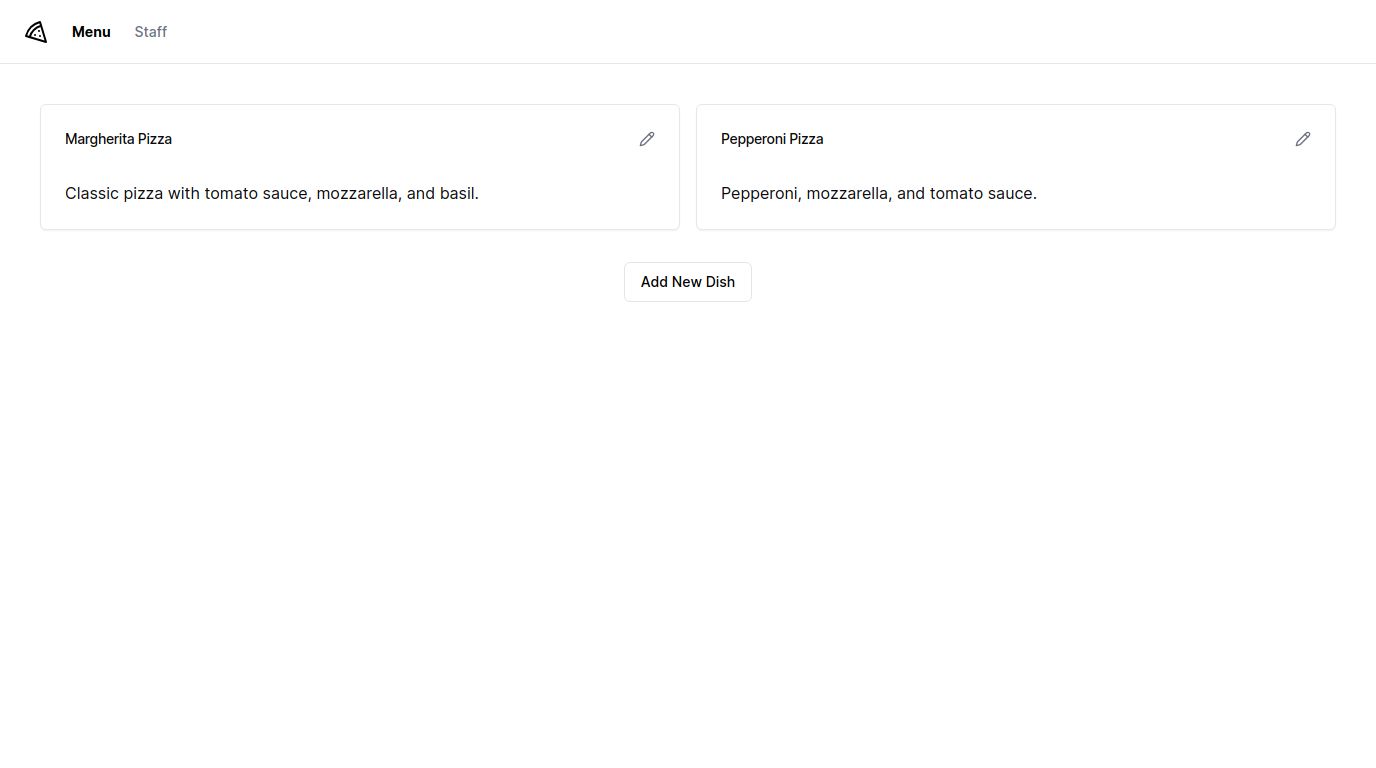 Menu Staff
Margherita Pizza
Classic pizza with tomato sauce, mozzarella, and basil.
Pepperoni Pizza
Pepperoni, mozzarella, and tomato sauce.
Add New Dish